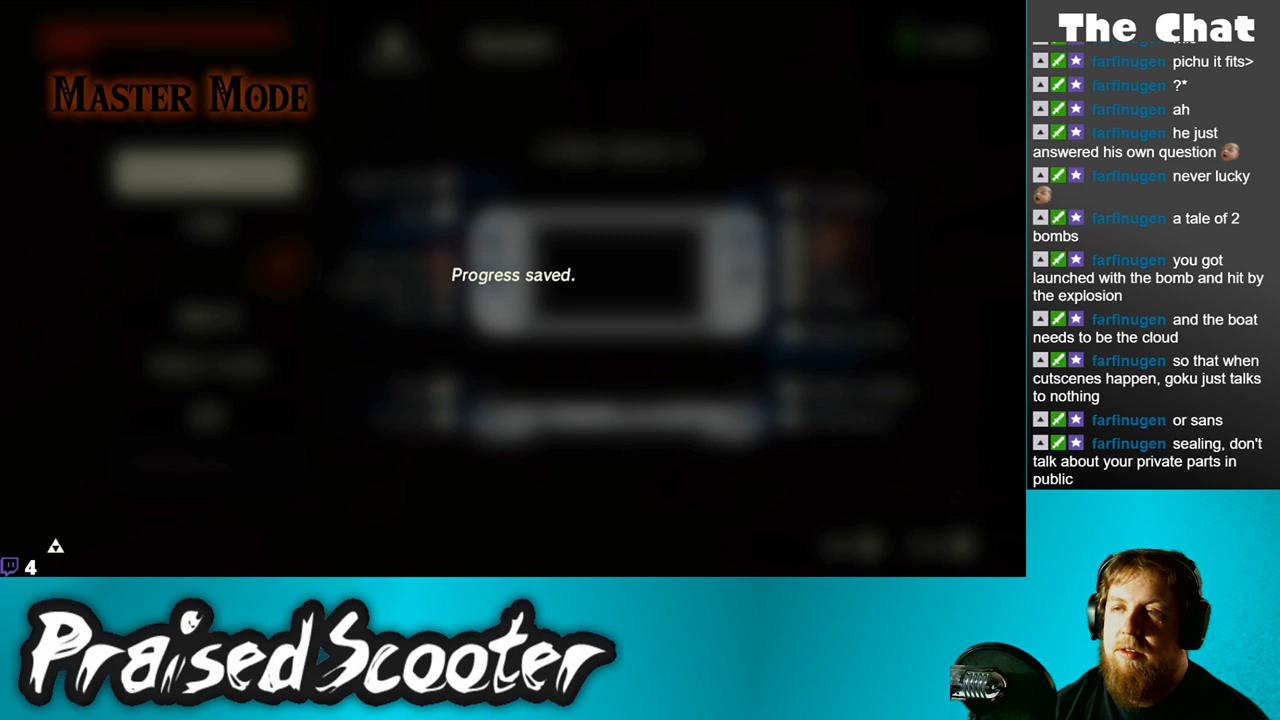 The Chat
farfinugen pichu it fits>
farfinugen ?*
farfinugen ah
farfinugen he just
answered his own question
farfinugen never lucky
farfinugen a tale of 2
bombs
farfinugen you got
launched with the bomb and hit by
the explosion
farfinugen and the boat
needs to be the cloud
farfinugen so that when
cutscenes happen, goku just talks
to nothing
farfinugen or sans
farfinugen sealing, don't
talk about your private parts in
public
Master Mode
Progress saved.
4
PraisedScooter